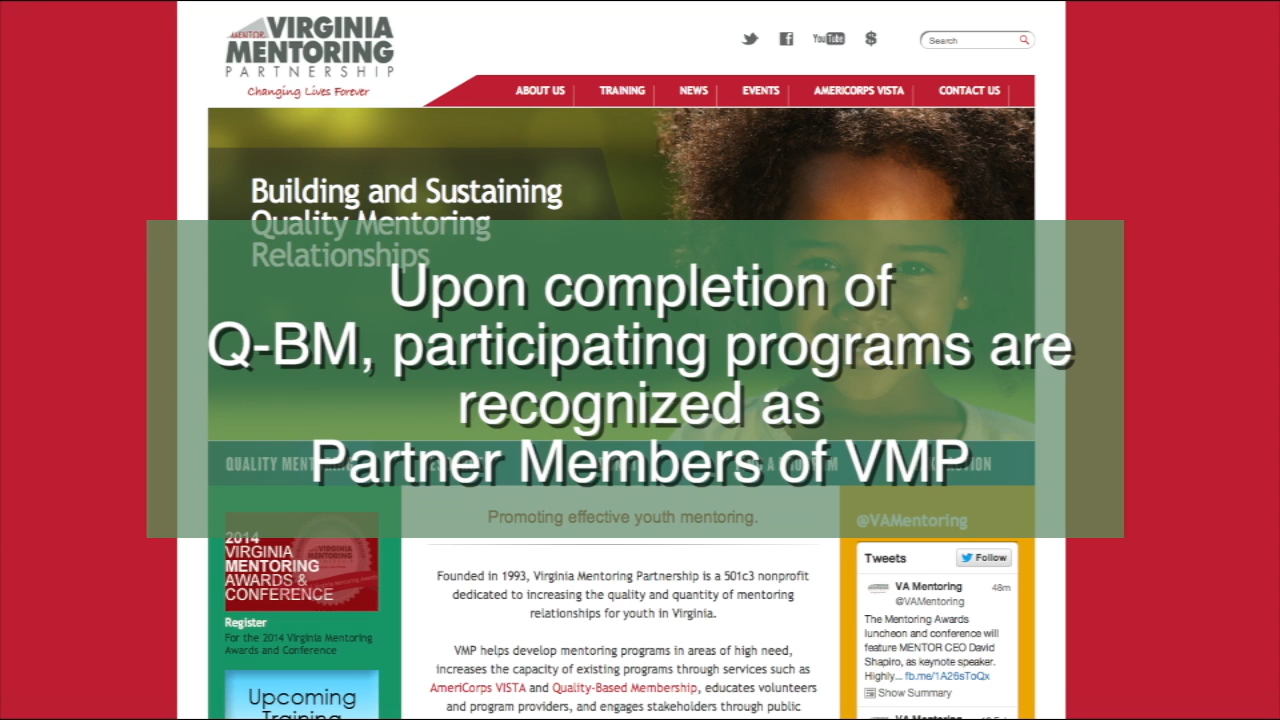 MENTOR VIRGINIA
MENTORING
PARTNERSHIP
Changing Lives Forever
You Tube
$
Search
ABOUT US
TRAINING
NEWS
EVENTS
AMERICORPS VISTA
CONTACT US
Building and Sustaining
Quality Mentoring
Relationships
Upon completion of
Q-BM, participating programs are
recognized as
Partner Members of VMP
Promoting effective youth mentoring.
2014
VIRGINIA
MENTORING
AWARDS &
CONFERENCE
Register
For the 2014 Virginia Mentoring
Awards and Conference
Upcoming
Training
Founded in 1993, Virginia Mentoring Partnership is a 501c3 nonprofit
dedicated to increasing the quality and quantity of mentoring
relationships for youth in Virginia.
VMP helps develop mentoring programs in areas of high need,
increases the capacity of existing programs through services such as
AmeriCorps VISTA and Quality-Based Membership, educates volunteers
and program providers, and engages stakeholders through public
@VAMentoring
Tweets
Follow
VA Mentoring 48m
@VAMentoring
The Mentoring Awards
luncheon and conference will
feature MENTOR CEO David
Shapiro, as keynote speaker.
Highly... fb.me/1A26sToQx
Show Summary
VA Mentoring